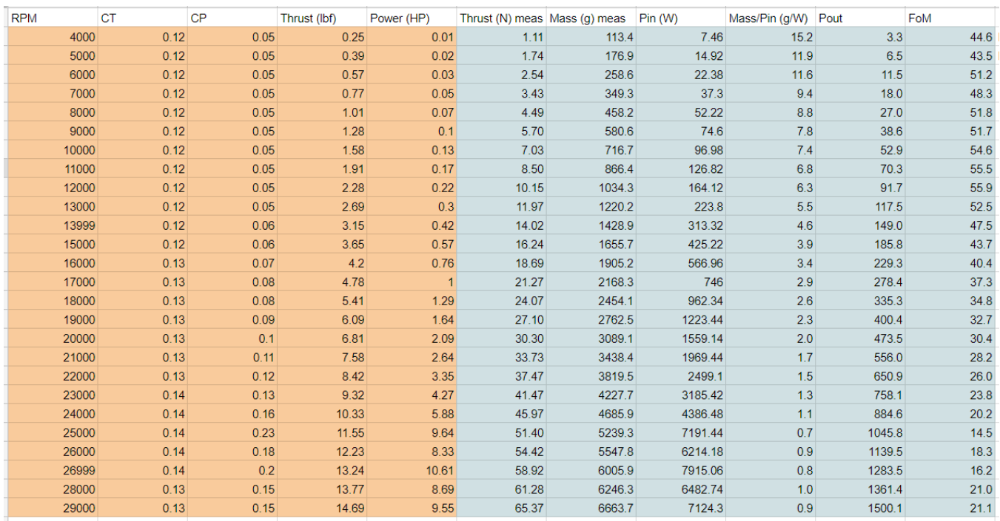 RPM CT CP Thrust (lbf) Power (HP) Thrust (N) meas Mass (g) meas Pin (W) Mass/Pin (g/W) Pout FoM
4000 0.12 0.05 0.25 0.01 1.11 113.4 7.46 15.2 3.3 44.6
5000 0.12 0.05 0.39 0.02 1.74 176.9 14.92 11.9 6.5 43.5
6000 0.12 0.05 0.57 0.03 2.54 258.6 22.38 11.6 11.5 51.2
7000 0.12 0.05 0.77 0.05 3.43 349.3 37.3 9.4 18.0 48.3
8000 0.12 0.05 1.01 0.07 4.49 458.2 52.22 8.8 27.0 51.8
9000 0.12 0.05 1.28 0.1 5.70 580.6 74.6 7.8 38.6 51.7
10000 0.12 0.05 1.58 0.13 7.03 716.7 96.98 7.4 52.9 54.6
11000 0.12 0.05 1.91 0.17 8.50 866.4 126.82 6.8 70.3 55.5
12000 0.12 0.05 2.28 0.22 10.15 1034.3 164.12 6.3 91.7 55.9
13000 0.12 0.05 2.69 0.3 11.97 1220.2 223.8 5.5 117.5 52.5
13999 0.12 0.06 3.15 0.42 14.02 1428.9 313.32 4.6 149.0 47.5
15000 0.12 0.06 3.65 0.57 16.24 1655.7 425.22 3.9 185.8 43.7
16000 0.13 0.07 4.2 0.76 18.69 1905.2 566.96 3.4 229.3 40.4
17000 0.13 0.08 4.78 1 21.27 2168.3 746 2.9 278.4 37.3
18000 0.13 0.08 5.41 1.29 24.07 2454.1 962.34 2.6 335.3 34.8
19000 0.13 0.09 6.09 1.64 27.10 2762.5 1223.44 2.3 400.4 32.7
20000 0.13 0.1 6.81 2.09 30.30 3089.1 1559.14 2.0 473.5 30.4
21000 0.13 0.11 7.58 2.64 33.73 3438.4 1969.44 1.7 556.0 28.2
22000 0.13 0.12 8.42 3.35 37.47 3819.5 2499.1 1.5 650.9 26.0
23000 0.14 0.13 9.32 4.27 41.47 4227.7 3185.42 1.3 758.1 23.8
24000 0.14 0.16 10.33 5.88 45.97 4685.9 4386.48 1.1 884.6 20.2
25000 0.14 0.23 11.55 9.64 51.40 5239.3 7191.44 0.7 1045.8 14.5
26000 0.14 0.18 12.23 8.33 54.42 5547.8 6214.18 0.9 1139.5 18.3
26999 0.14 0.2 13.24 10.61 58.92 6005.9 7915.06 0.8 1283.5 16.2
28000 0.13 0.15 13.77 8.69 61.28 6246.3 6482.74 1.0 1361.4 21.0
29000 0.13 0.15 14.69 9.55 65.37 6663.7 7124.3 0.9 1500.1 21.1